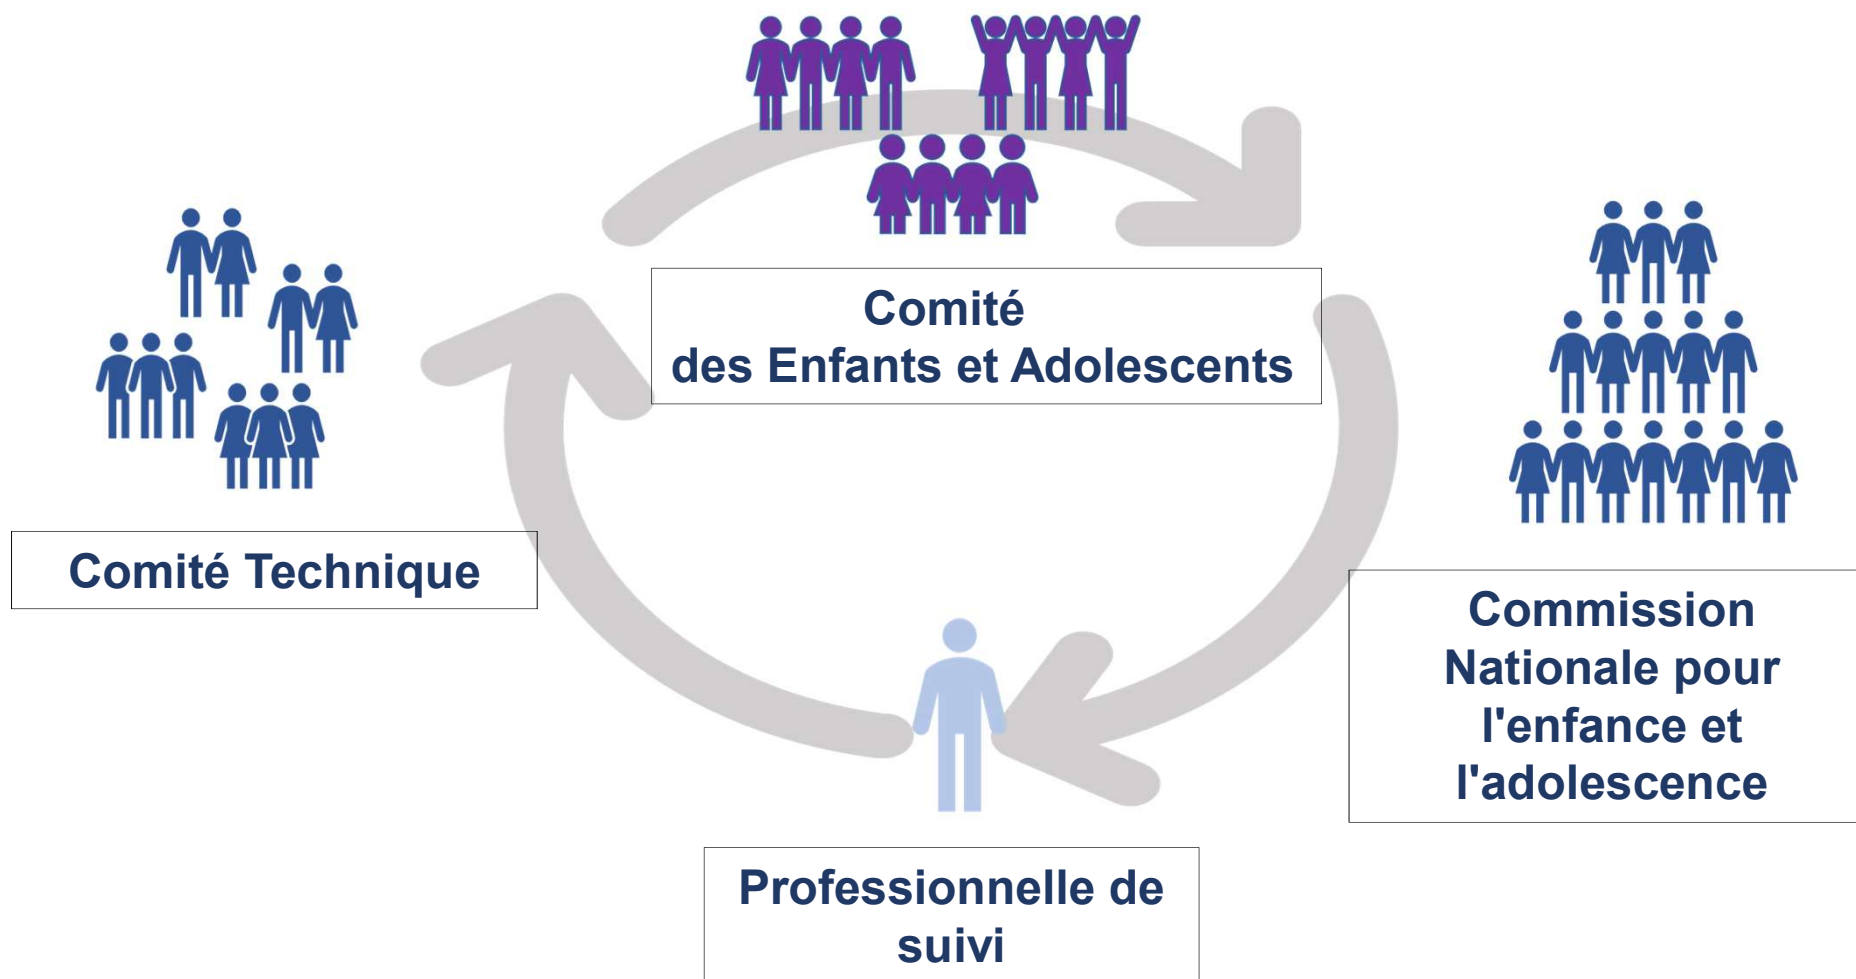 Comité
des Enfants et Adolescents
Comité Technique
Commission
Nationale pour
l'enfance et
l'adolescence
Professionnelle de
suivi